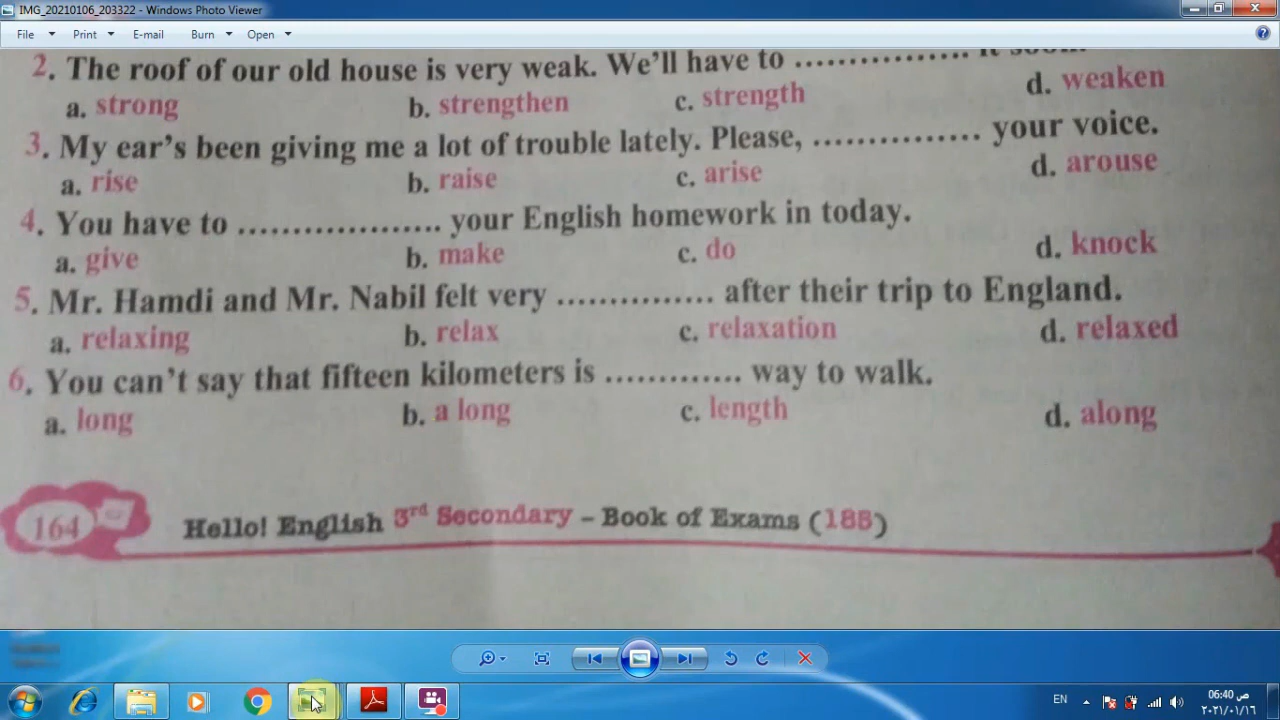 IMG_20210106_203322 - Windows Photo Viewer
File Print E-mail Burn Open
2. The roof of our old house is very weak. We'll have to ................ it soon.
a. strong b. strengthen c. strength d. weaken
3. My ear's been giving me a lot of trouble lately. Please, ............... your voice.
a. rise b. raise c. arise d. arouse
4. You have to ................... your English homework in today.
a. give b. make c. do d. knock
5. Mr. Hamdi and Mr. Nabil felt very ............... after their trip to England.
a. relaxing b. relax c. relaxation d. relaxed
6. You can't say that fifteen kilometers is ............. way to walk.
a. long b. a long c. length d. along
164 Hello! English 3rd Secondary – Book of Exams (185)
EN 06:40 ص
٢٠٢١/٠١/١٦